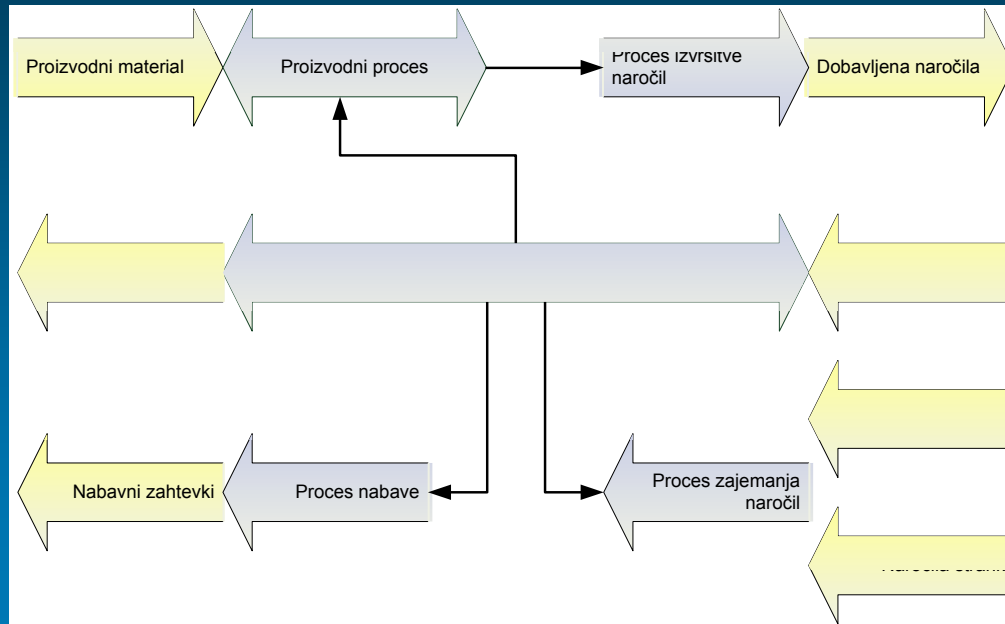 Proizvodni material
Proizvodni proces
Proces izvršitve
naročil
Dobavljena naročila
Nabavni zahtevki
Proces nabave
Proces zajemanja
naročil